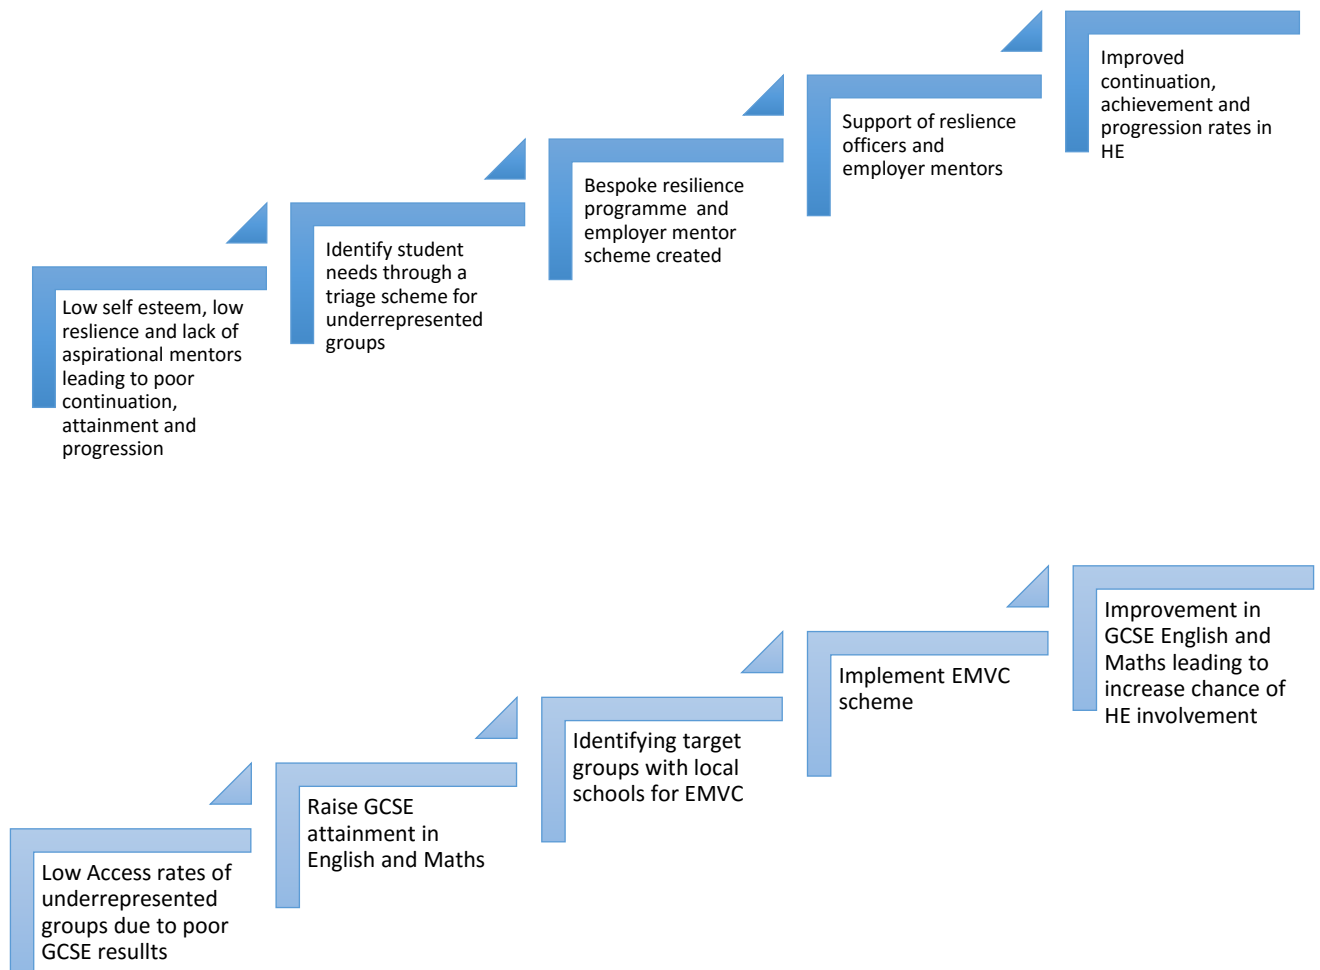 Low self esteem, low
reslience and lack of
aspirational mentors
leading to poor
continuation,
attainment and
progression
Identify student
needs through a
triage scheme for
underrepresented
groups
Bespoke resilience
programme and
employer mentor
scheme created
Support of reslience
officers and
employer mentors
Improved
continuation,
achievement and
progression rates in
HE
Low Access rates of
underrepresented
groups due to poor
GCSE resullts
Raise GCSE
attainment in
English and Maths
Identifying target
groups with local
schools for EMVC
Implement EMVC
scheme
Improvement in
GCSE English and
Maths leading to
increase chance of
HE involvement